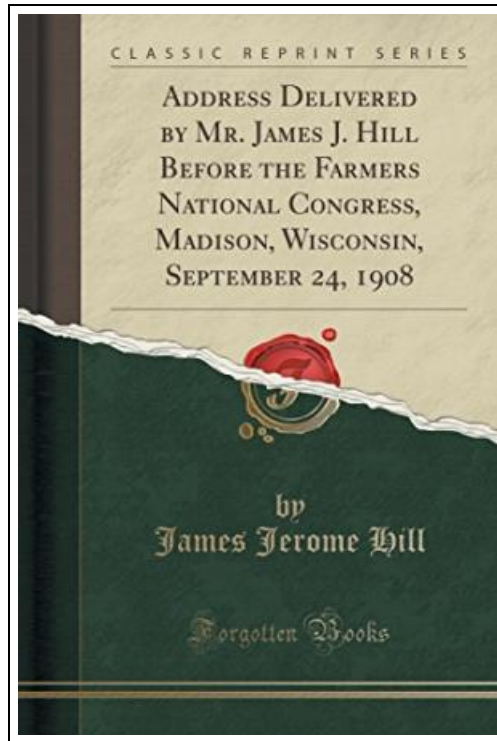 CLASSIC REPRINT SERIES
ADDRESS DELIVERED
BY MR. JAMES J. HILL
BEFORE THE FARMERS
NATIONAL CONGRESS,
MADISON, WISCONSIN,
SEPTEMBER 24, 1908
by
James Jerome Hill
Forgotten Books